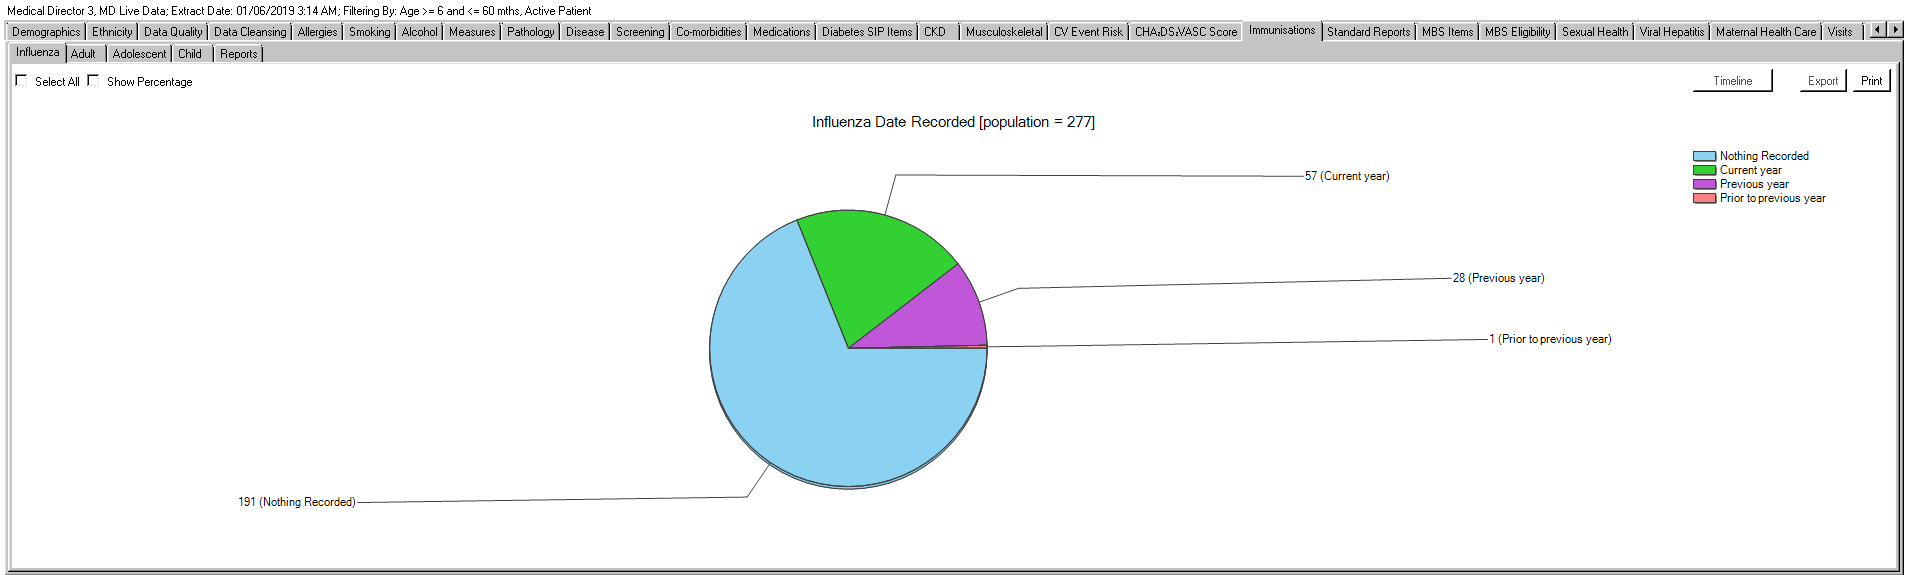 Medical Director 3, MD Live Data; Extract Date: 01/06/2019 3:14 AM; Filtering By: Age >= 6 and <= 60 mths, Active Patient
Demographics Ethnicity Data Quality Data Cleansing Allergies Smoking Alcohol Measures Pathology Disease Screening Co-morbidities Medications Diabetes SIP Items CKD Musculoskeletal CV Event Risk CHA₂DS₂VASC Score Immunisations Standard Reports MBS Items MBS Eligibility Sexual Health Viral Hepatitis Maternal Health Care Visits
Influenza Adult Adolescent Child Reports
Select All Show Percentage Timeline Export Print
Influenza Date Recorded [population = 277]
Nothing Recorded
Current year
Previous year
Prior to previous year
57 (Current year)
28 (Previous year)
1 (Prior to previous year)
191 (Nothing Recorded)